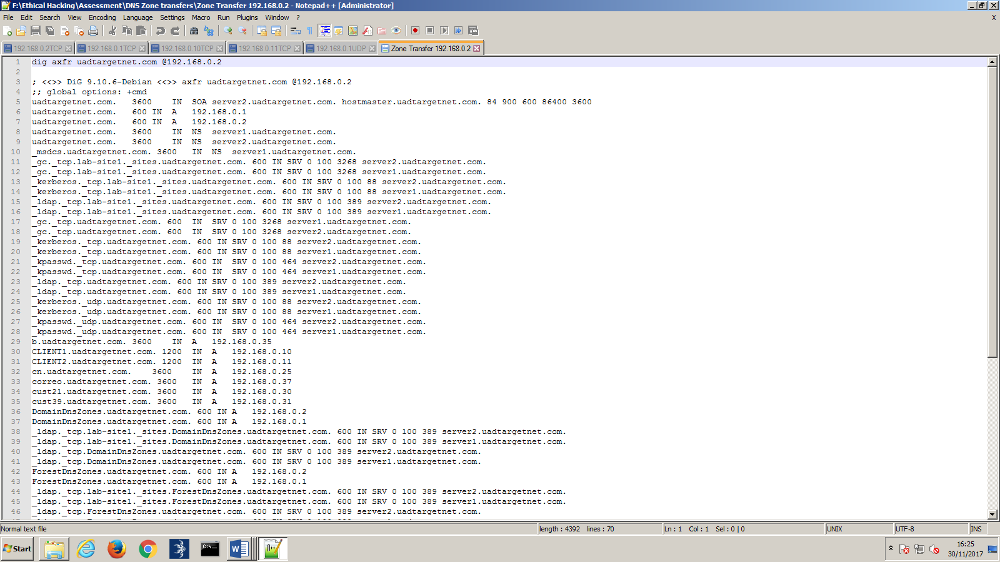 F:\Ethical Hacking\Assessment\DNS Zone transfers\Zone Transfer 192.168.0.2 - Notepad++ [Administrator]
File Edit Search View Encoding Language Settings Macro Run Plugins Window ? X
192.168.0.2TCP 192.168.0.1TCP 192.168.0.10TCP 192.168.0.11TCP 192.168.0.1UDP Zone Transfer 192.168.0.2
1 dig axfr uadtargetnet.com @192.168.0.2
2
3 ; <<>> DiG 9.10.6-Debian <<>> axfr uadtargetnet.com @192.168.0.2
4 ;; global options: +cmd
5 uadtargetnet.com. 3600 IN SOA server2.uadtargetnet.com. hostmaster.uadtargetnet.com. 84 900 600 86400 3600
6 uadtargetnet.com. 600 IN A 192.168.0.1
7 uadtargetnet.com. 600 IN A 192.168.0.2
8 uadtargetnet.com. 3600 IN NS server1.uadtargetnet.com.
9 uadtargetnet.com. 3600 IN NS server2.uadtargetnet.com.
10 _msdcs.uadtargetnet.com. 3600 IN NS server1.uadtargetnet.com.
11 _gc._tcp.lab-site1._sites.uadtargetnet.com. 600 IN SRV 0 100 3268 server2.uadtargetnet.com.
12 _gc._tcp.lab-site1._sites.uadtargetnet.com. 600 IN SRV 0 100 3268 server1.uadtargetnet.com.
13 _kerberos._tcp.lab-site1._sites.uadtargetnet.com. 600 IN SRV 0 100 88 server2.uadtargetnet.com.
14 _kerberos._tcp.lab-site1._sites.uadtargetnet.com. 600 IN SRV 0 100 88 server1.uadtargetnet.com.
15 _ldap._tcp.lab-site1._sites.uadtargetnet.com. 600 IN SRV 0 100 389 server2.uadtargetnet.com.
16 _ldap._tcp.lab-site1._sites.uadtargetnet.com. 600 IN SRV 0 100 389 server1.uadtargetnet.com.
17 _gc._tcp.uadtargetnet.com. 600 IN SRV 0 100 3268 server1.uadtargetnet.com.
18 _gc._tcp.uadtargetnet.com. 600 IN SRV 0 100 3268 server2.uadtargetnet.com.
19 _kerberos._tcp.uadtargetnet.com. 600 IN SRV 0 100 88 server2.uadtargetnet.com.
20 _kerberos._tcp.uadtargetnet.com. 600 IN SRV 0 100 88 server1.uadtargetnet.com.
21 _kpasswd._tcp.uadtargetnet.com. 600 IN SRV 0 100 464 server2.uadtargetnet.com.
22 _kpasswd._tcp.uadtargetnet.com. 600 IN SRV 0 100 464 server1.uadtargetnet.com.
23 _ldap._tcp.uadtargetnet.com. 600 IN SRV 0 100 389 server2.uadtargetnet.com.
24 _ldap._tcp.uadtargetnet.com. 600 IN SRV 0 100 389 server1.uadtargetnet.com.
25 _kerberos._udp.uadtargetnet.com. 600 IN SRV 0 100 88 server2.uadtargetnet.com.
26 _kerberos._udp.uadtargetnet.com. 600 IN SRV 0 100 88 server1.uadtargetnet.com.
27 _kpasswd._udp.uadtargetnet.com. 600 IN SRV 0 100 464 server2.uadtargetnet.com.
28 _kpasswd._udp.uadtargetnet.com. 600 IN SRV 0 100 464 server1.uadtargetnet.com.
29 b.uadtargetnet.com. 3600 IN A 192.168.0.35
30 CLIENT1.uadtargetnet.com. 1200 IN A 192.168.0.10
31 CLIENT2.uadtargetnet.com. 1200 IN A 192.168.0.11
32 cn.uadtargetnet.com. 3600 IN A 192.168.0.25
33 correo.uadtargetnet.com. 3600 IN A 192.168.0.37
34 cust21.uadtargetnet.com. 3600 IN A 192.168.0.30
35 cust39.uadtargetnet.com. 3600 IN A 192.168.0.31
36 DomainDnsZones.uadtargetnet.com. 600 IN A 192.168.0.2
37 DomainDnsZones.uadtargetnet.com. 600 IN A 192.168.0.1
38 _ldap._tcp.lab-site1._sites.DomainDnsZones.uadtargetnet.com. 600 IN SRV 0 100 389 server2.uadtargetnet.com.
39 _ldap._tcp.lab-site1._sites.DomainDnsZones.uadtargetnet.com. 600 IN SRV 0 100 389 server1.uadtargetnet.com.
40 _ldap._tcp.DomainDnsZones.uadtargetnet.com. 600 IN SRV 0 100 389 server2.uadtargetnet.com.
41 _ldap._tcp.DomainDnsZones.uadtargetnet.com. 600 IN SRV 0 100 389 server1.uadtargetnet.com.
42 ForestDnsZones.uadtargetnet.com. 600 IN A 192.168.0.2
43 ForestDnsZones.uadtargetnet.com. 600 IN A 192.168.0.1
44 _ldap._tcp.lab-site1._sites.ForestDnsZones.uadtargetnet.com. 600 IN SRV 0 100 389 server2.uadtargetnet.com.
45 _ldap._tcp.lab-site1._sites.ForestDnsZones.uadtargetnet.com. 600 IN SRV 0 100 389 server1.uadtargetnet.com.
46 _ldap._tcp.ForestDnsZones.uadtargetnet.com. 600 IN SRV 0 100 389 server2.uadtargetnet.com.
Normal text file length : 4392 lines : 70 Ln : 1 Col : 1 Sel : 0 | 0 UNIX UTF-8 INS
Start 16:25
30/11/2017